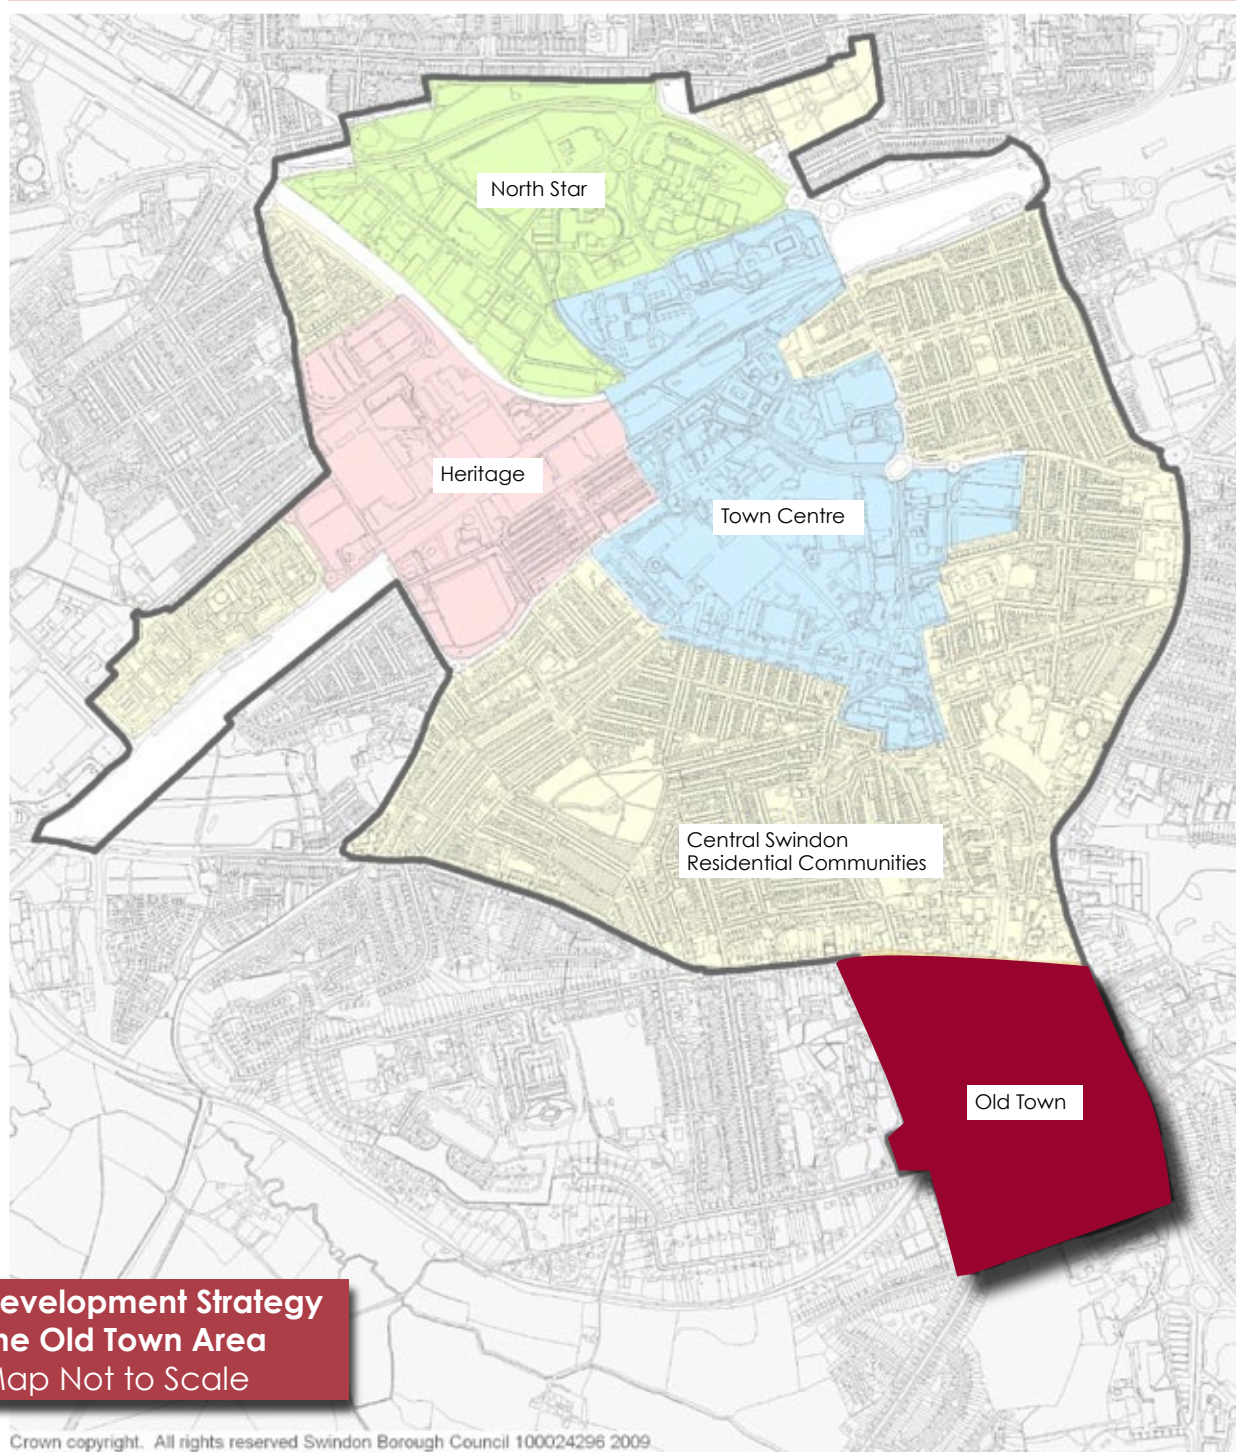 North Star
Heritage
Town Centre
Central Swindon
Residential Communities
Old Town
evelopment Strategy
he Old Town Area
Map Not to Scale
Crown copyright. All rights reserved Swindon Borough Council 100024296 2009